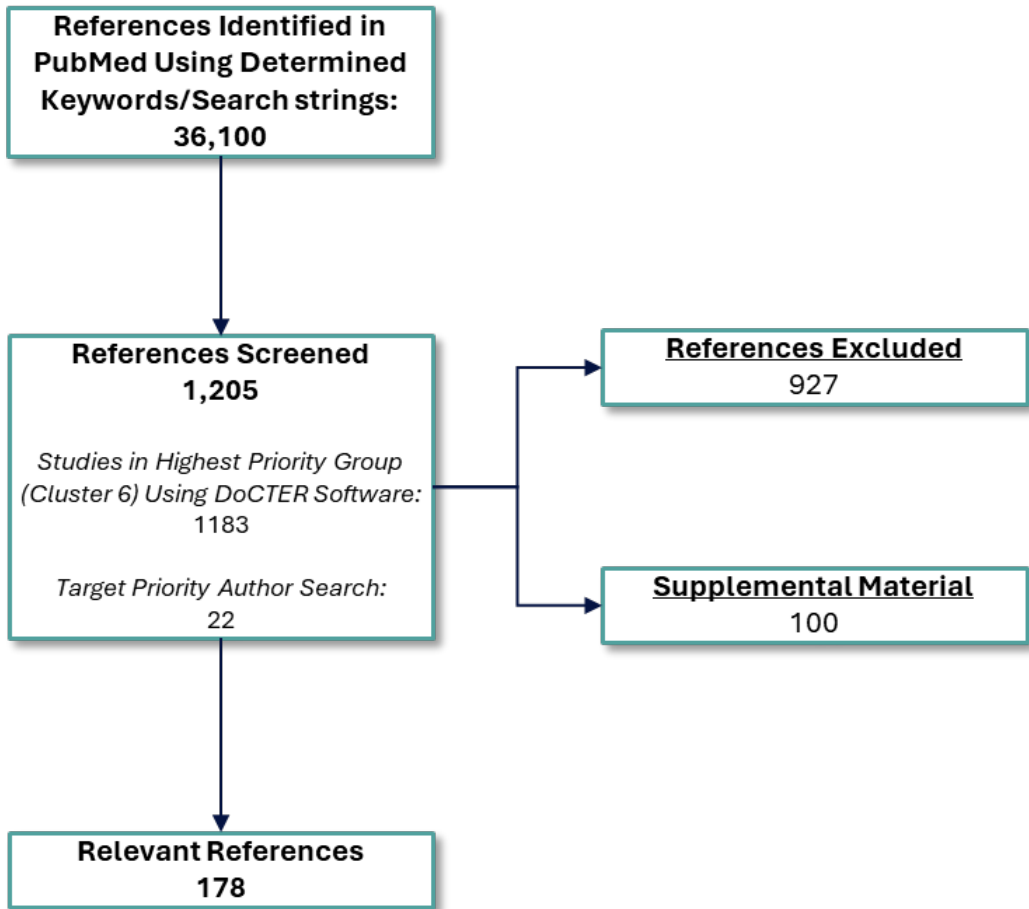 References Identified in
PubMed Using Determined
Keywords/Search strings:
36,100
References Screened
1,205
Studies in Highest Priority Group
(Cluster 6) Using DoCTER Software:
1183
Target Priority Author Search:
22
References Excluded
927
Supplemental Material
100
Relevant References
178